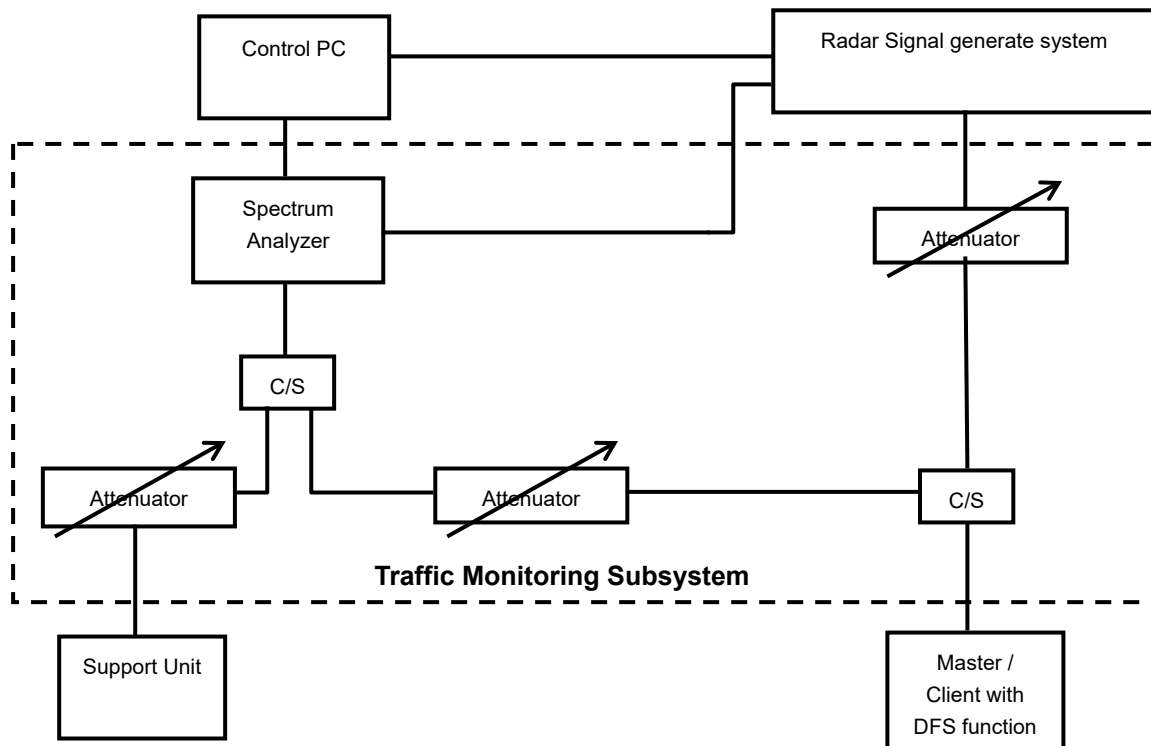 Control PC
Radar Signal generate system
Spectrum
Analyzer
Attenuator
C/S
Attenuator
Attenuator
C/S
Traffic Monitoring Subsystem
Support Unit
Master /
Client with
DFS function